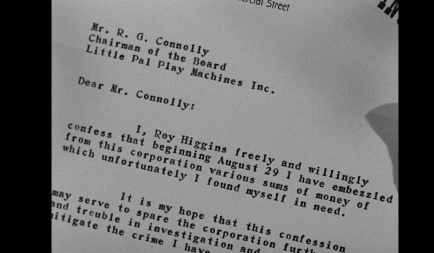 ercial Street
Mr. R. G. Connolly
Chairman of the Board
Little Pal Play Machines Inc.
Dear Mr. Connolly:
I, Roy Higgins freely and willingly
confess that beginning August 29 I have embezzled
from this corporation various sums of money of
which unfortunately I found myself in need.
It is my hope that this confession
may serve to spare the corporation furth
and trouble in investigation and
mitigate the crime I have